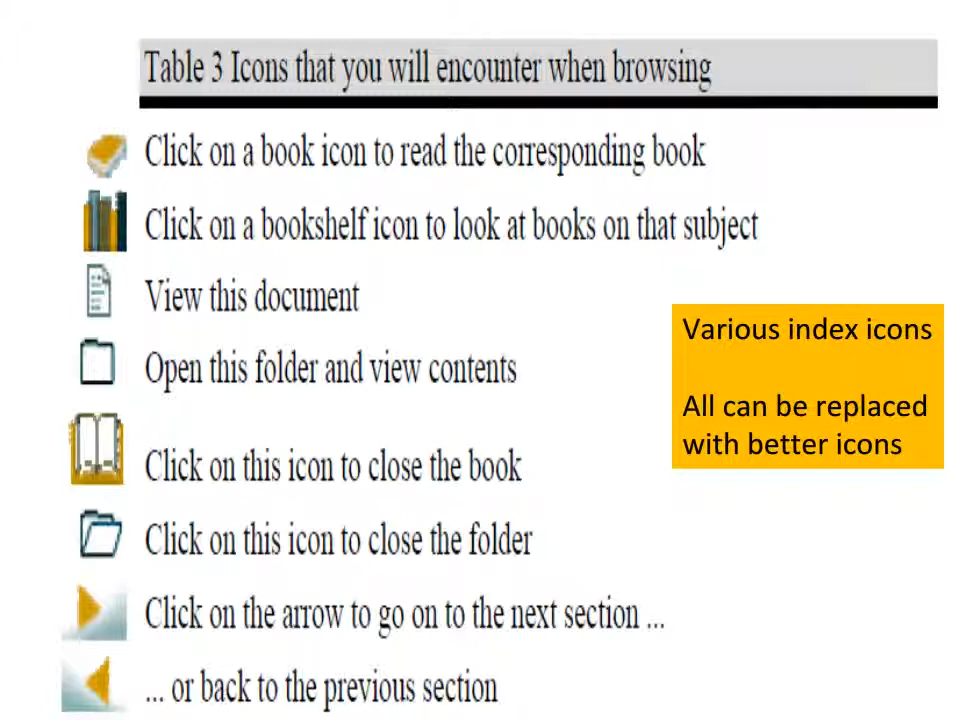 Table 3 Icons that you will encounter when browsing
Click on a book icon to read the corresponding book
Click on a bookshelf icon to look at books on that subject
View this document
Open this folder and view contents
Click on this icon to close the book
Click on this icon to close the folder
Click on the arrow to go on to the next section ...
... or back to the previous section
Various index icons
All can be replaced
with better icons